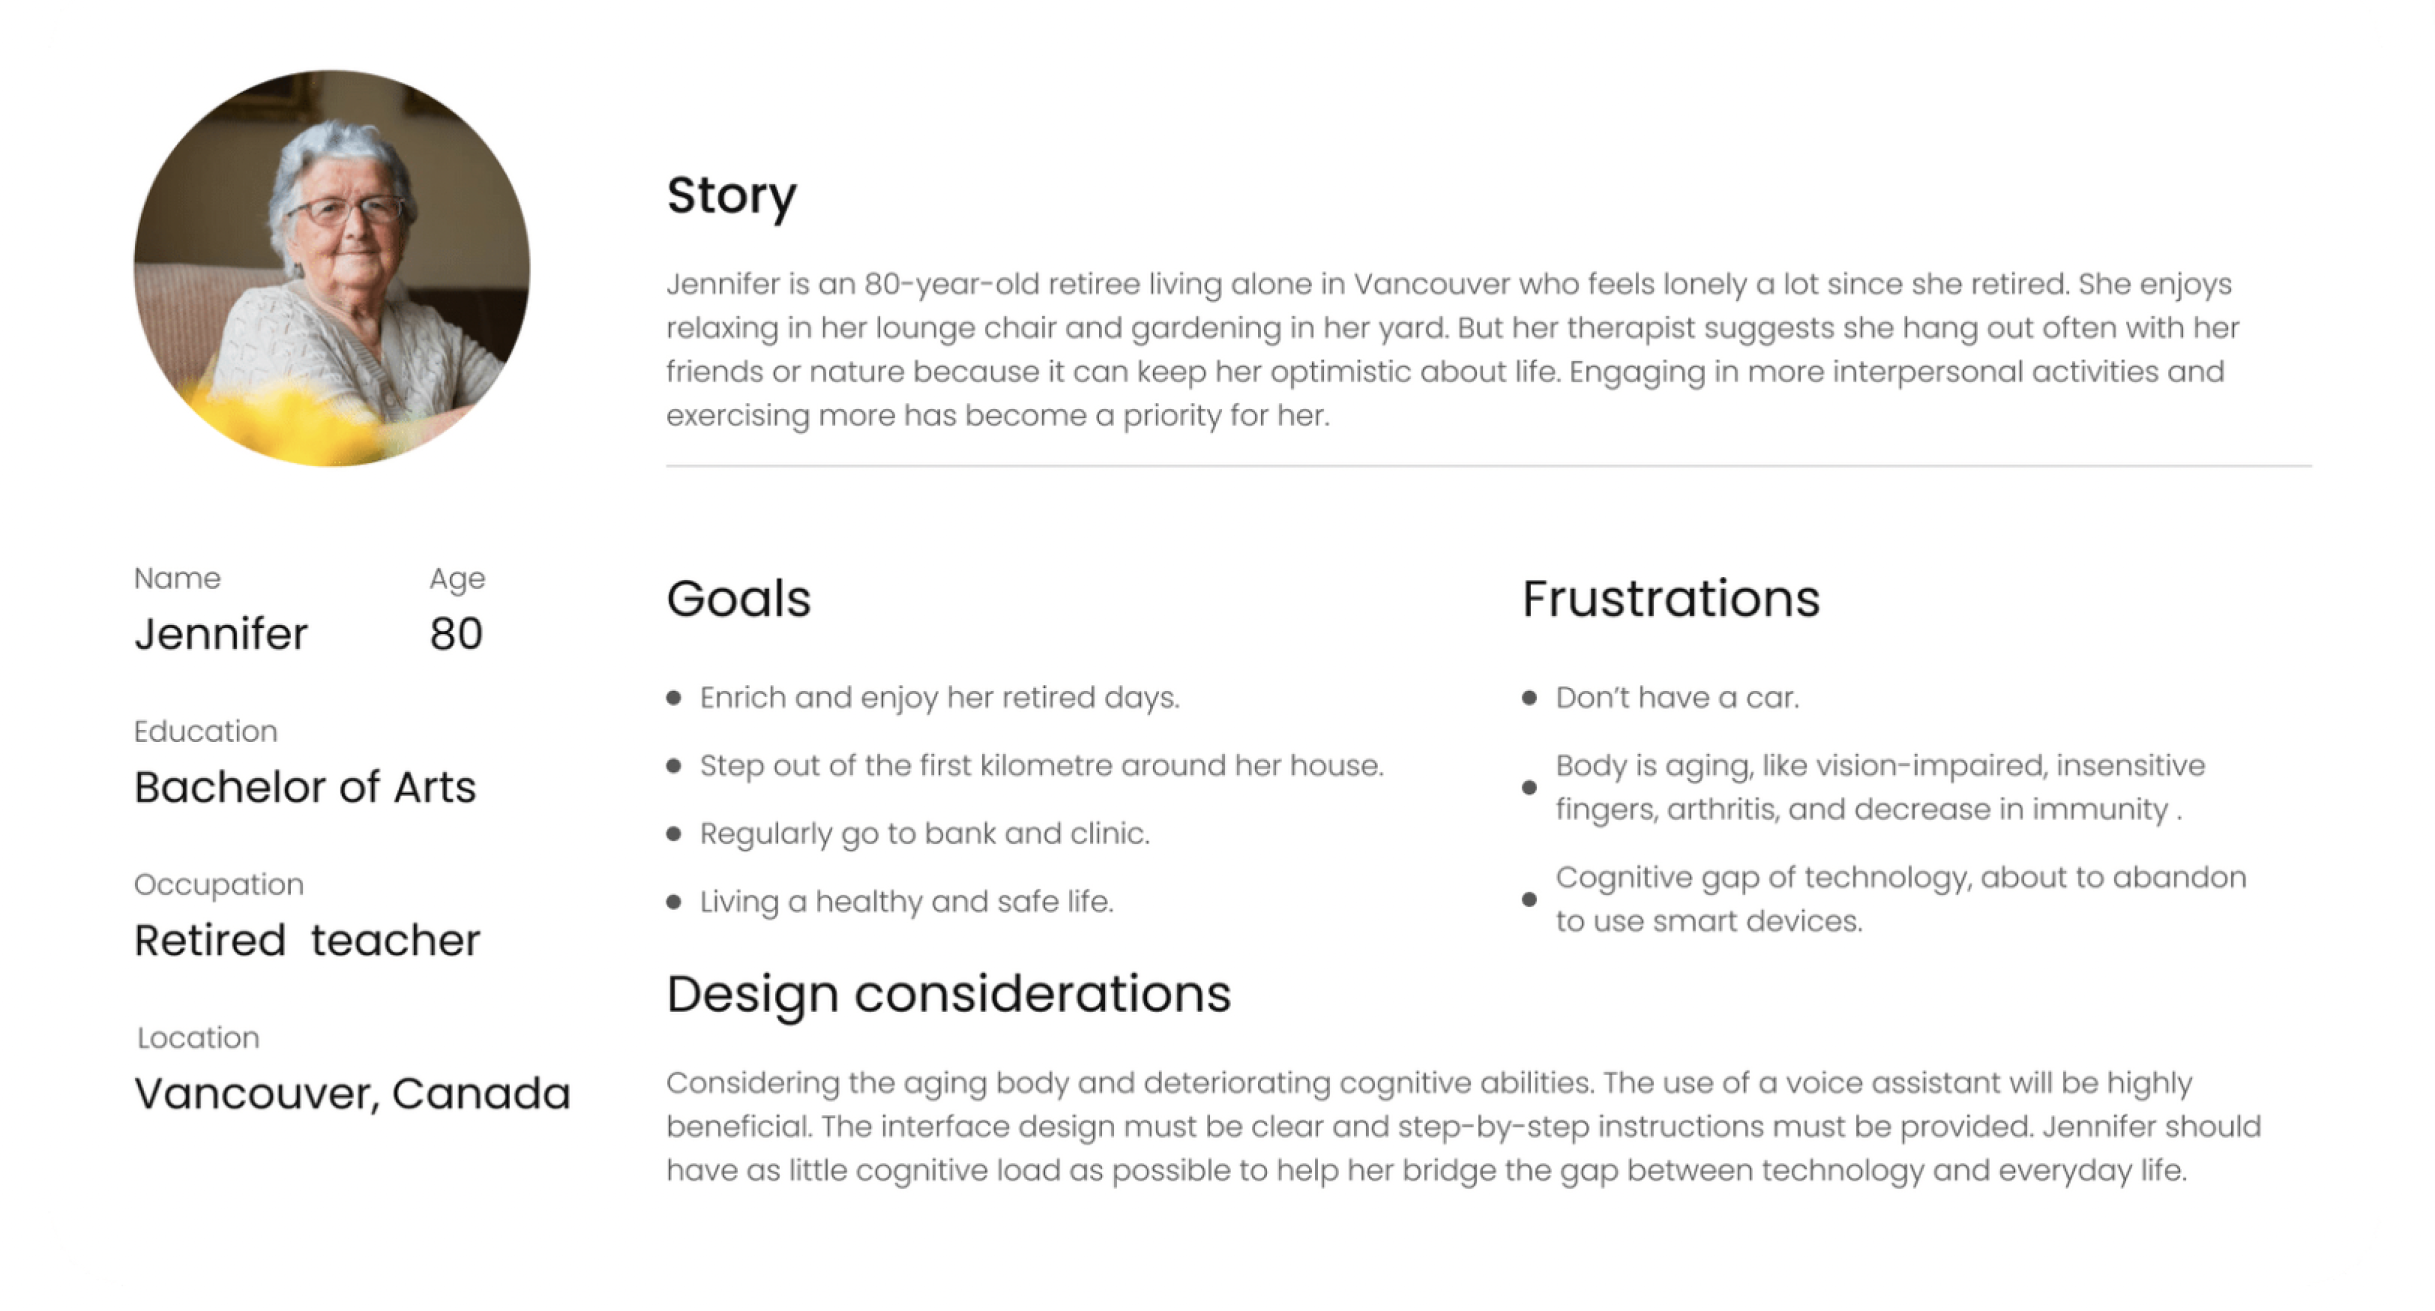 Story
Jennifer is an 80-year-old retiree living alone in Vancouver who feels lonely a lot since she retired. She enjoys
relaxing in her lounge chair and gardening in her yard. But her therapist suggests she hang out often with her
friends or nature because it can keep her optimistic about life. Engaging in more interpersonal activities and
exercising more has become a priority for her.
Name
Jennifer
Age
80
Education
Bachelor of Arts
Occupation
Retired  teacher
Location
Vancouver, Canada
Goals
Enrich and enjoy her retired days.
Step out of the first kilometre around her house.
Regularly go to bank and clinic.
Living a healthy and safe life.
Frustrations
Don't have a car.
Body is aging, like vision-impaired, insensitive
fingers, arthritis, and decrease in immunity .
Cognitive gap of technology, about to abandon
to use smart devices.
Design considerations
Considering the aging body and deteriorating cognitive abilities. The use of a voice assistant will be highly
beneficial. The interface design must be clear and step-by-step instructions must be provided. Jennifer should
have as little cognitive load as possible to help her bridge the gap between technology and everyday life.